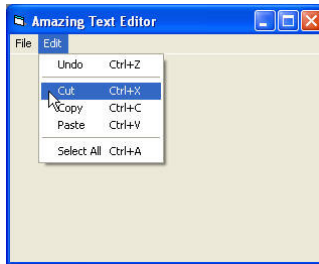 Amazing Text Editor
File Edit
Undo Ctrl+Z
Cut Ctrl+X
Copy Ctrl+C
Paste Ctrl+V
Select All Ctrl+A